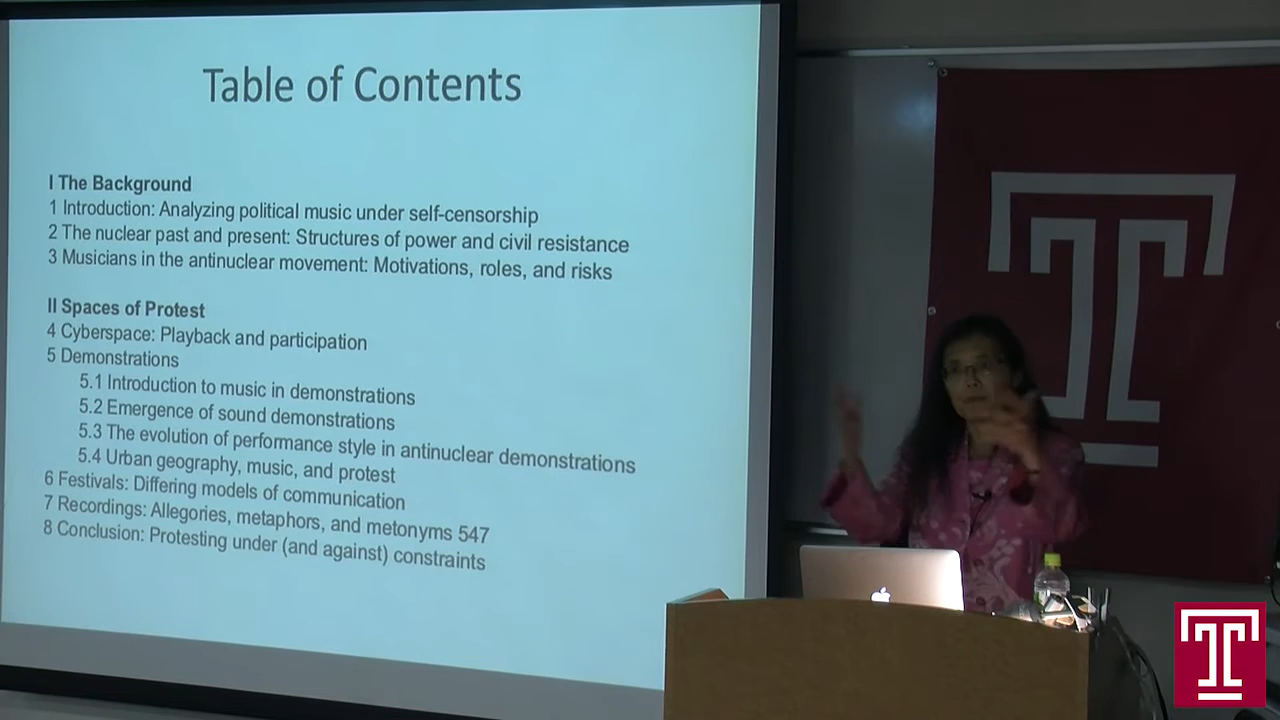 Table of Contents
I The Background
1 Introduction: Analyzing political music under self-censorship
2 The nuclear past and present: Structures of power and civil resistance
3 Musicians in the antinuclear movement: Motivations, roles, and risks
II Spaces of Protest
4 Cyberspace: Playback and participation
5 Demonstrations
5.1 Introduction to music in demonstrations
5.2 Emergence of sound demonstrations
5.3 The evolution of performance style in antinuclear demonstrations
5.4 Urban geography, music, and protest
6 Festivals: Differing models of communication
7 Recordings: Allegories, metaphors, and metonyms 547
8 Conclusion: Protesting under (and against) constraints